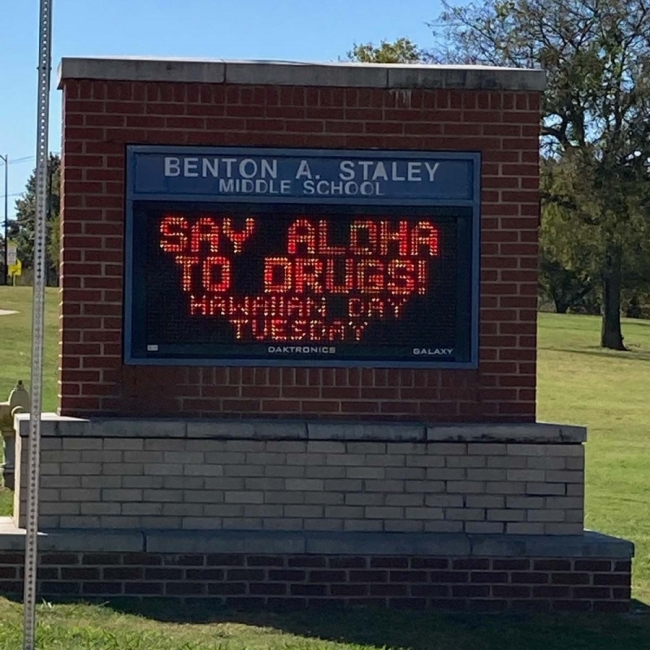 BENTON A. STALEY
MIDDLE SCHOOL
SAY ALOHA
TO DRUGS!
HAWAIIAN DAY
TUESDAY
DAKTRONICS GALAXY